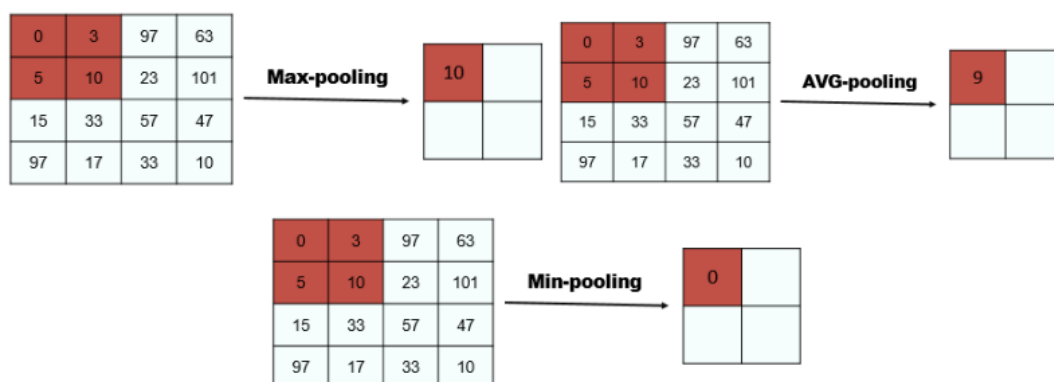 0 3 97 63
5 10 23 101
15 33 57 47
97 17 33 10
Max-pooling
10
0 3 97 63
5 10 23 101
15 33 57 47
97 17 33 10
AVG-pooling
9
0 3 97 63
5 10 23 101
15 33 57 47
97 17 33 10
Min-pooling
0